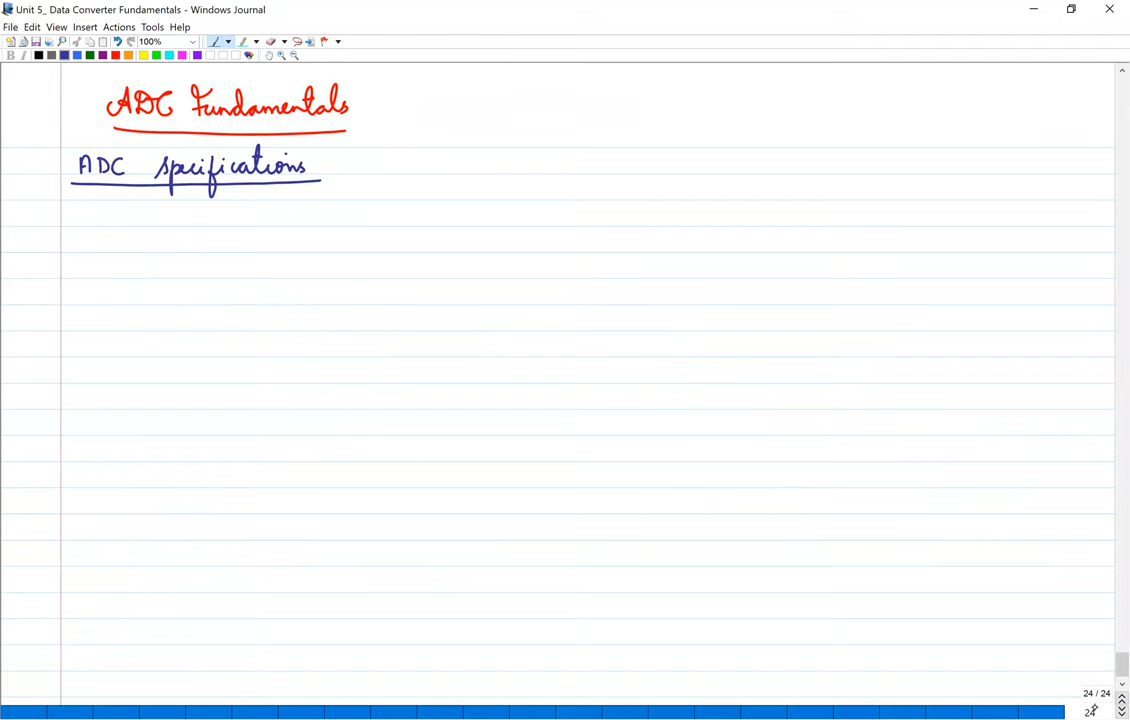 Unit 5_ Data Converter Fundamentals - Windows Journal
File Edit View Insert Actions Tools Help
100%
B I
ADC Fundamentals
ADC specifications
24 / 24
24